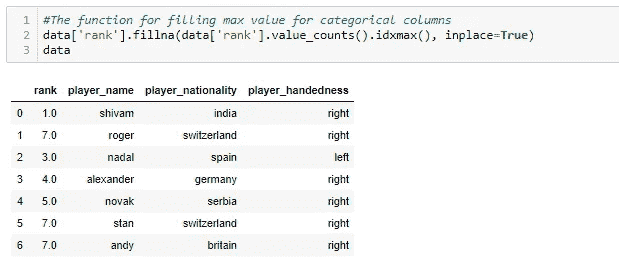 1 #The function for filling max value for categorical columns
2 data['rank'].fillna(data['rank'].value_counts().idxmax(), inplace=True)
3 data
rank player_name player_nationality player_handedness
0 1.0 shivam india right
1 7.0 roger switzerland right
2 3.0 nadal spain left
3 4.0 alexander germany right
4 5.0 novak serbia right
5 7.0 stan switzerland right
6 7.0 andy britain right